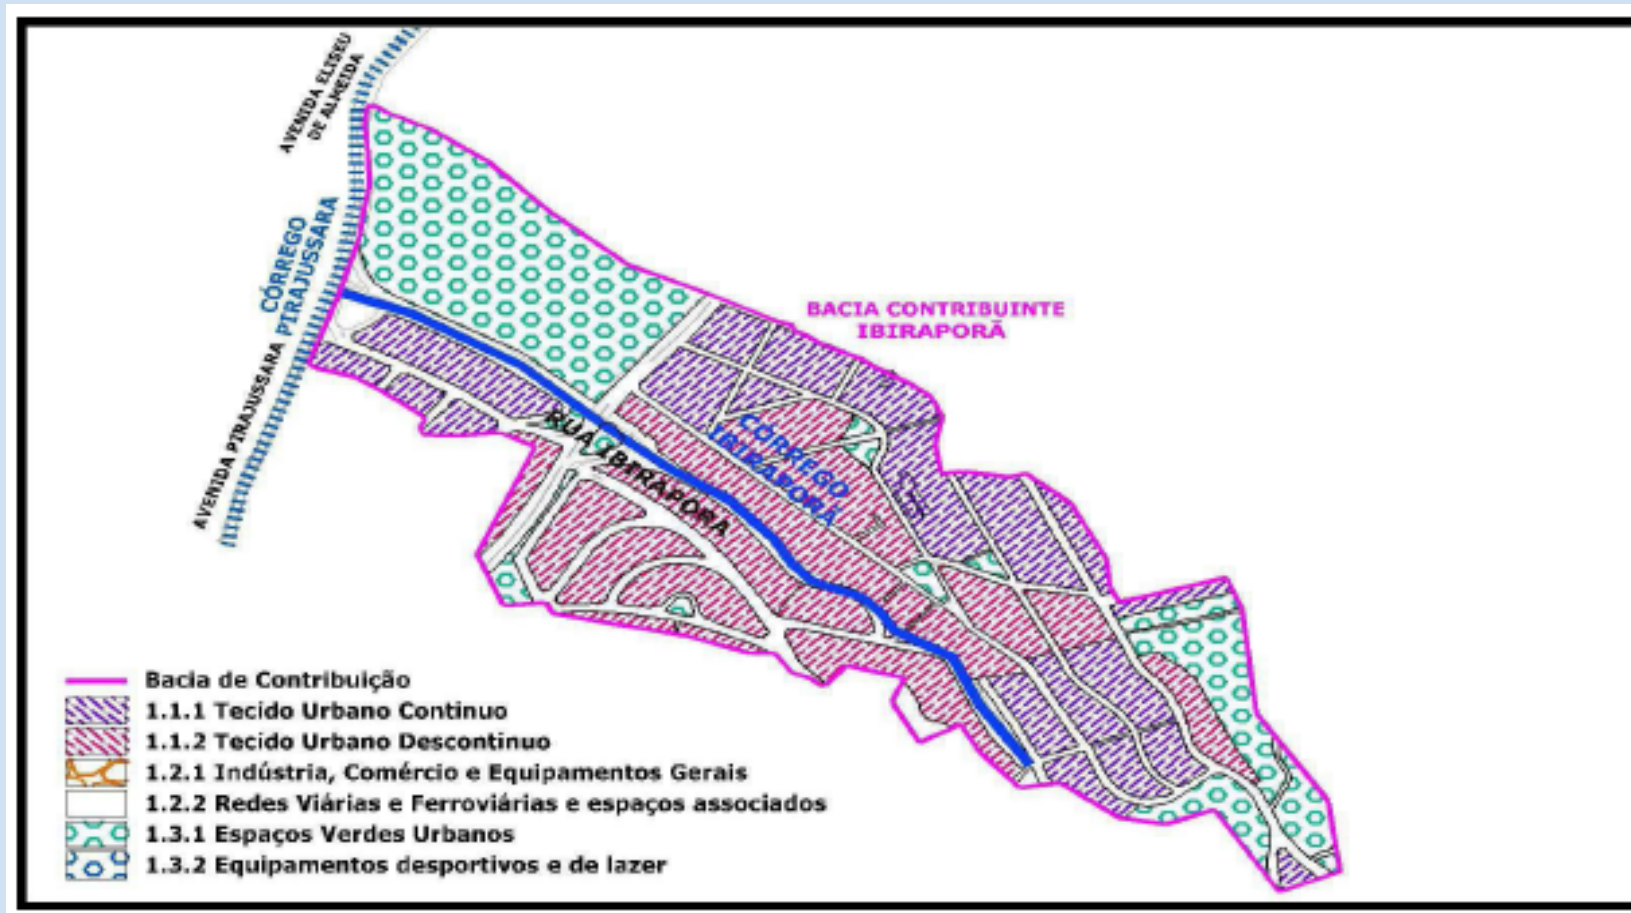 AVENIDA ELISEU
DE ALMEIDA
CÓRREGO
PIRAJUSSARA
AVENIDA PIRAJUSSARA
BACIA CONTRIBUINTE
IBIRAPORÃ
CÓRREGO
IBIRAPORÃ
RUA IBIRAPORÃ
Bacia de Contribuição
1.1.1 Tecido Urbano Continuo
1.1.2 Tecido Urbano Descontinuo
1.2.1 Indústria, Comércio e Equipamentos Gerais
1.2.2 Redes Viárias e Ferroviárias e espaços associados
1.3.1 Espaços Verdes Urbanos
1.3.2 Equipamentos desportivos e de lazer